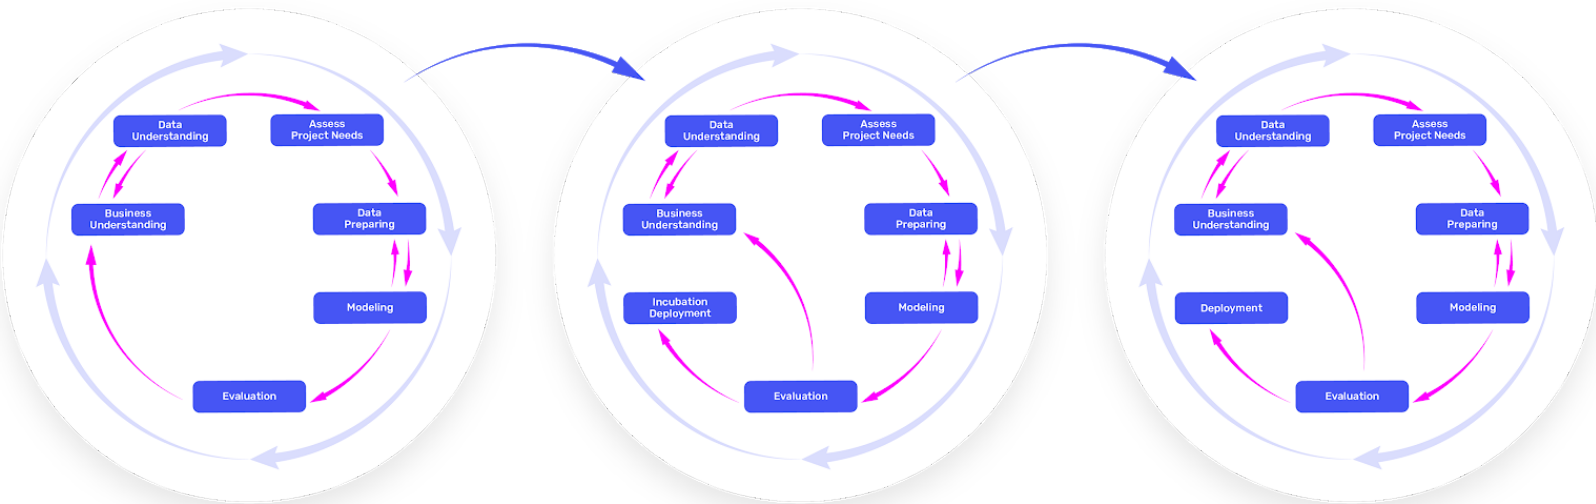 Data
Understanding
Assess
Project Needs
Business
Understanding
Data
Preparing
Modeling
Evaluation
Data
Understanding
Assess
Project Needs
Business
Understanding
Data
Preparing
Incubation
Deployment
Modeling
Evaluation
Data
Understanding
Assess
Project Needs
Business
Understanding
Data
Preparing
Deployment
Modeling
Evaluation